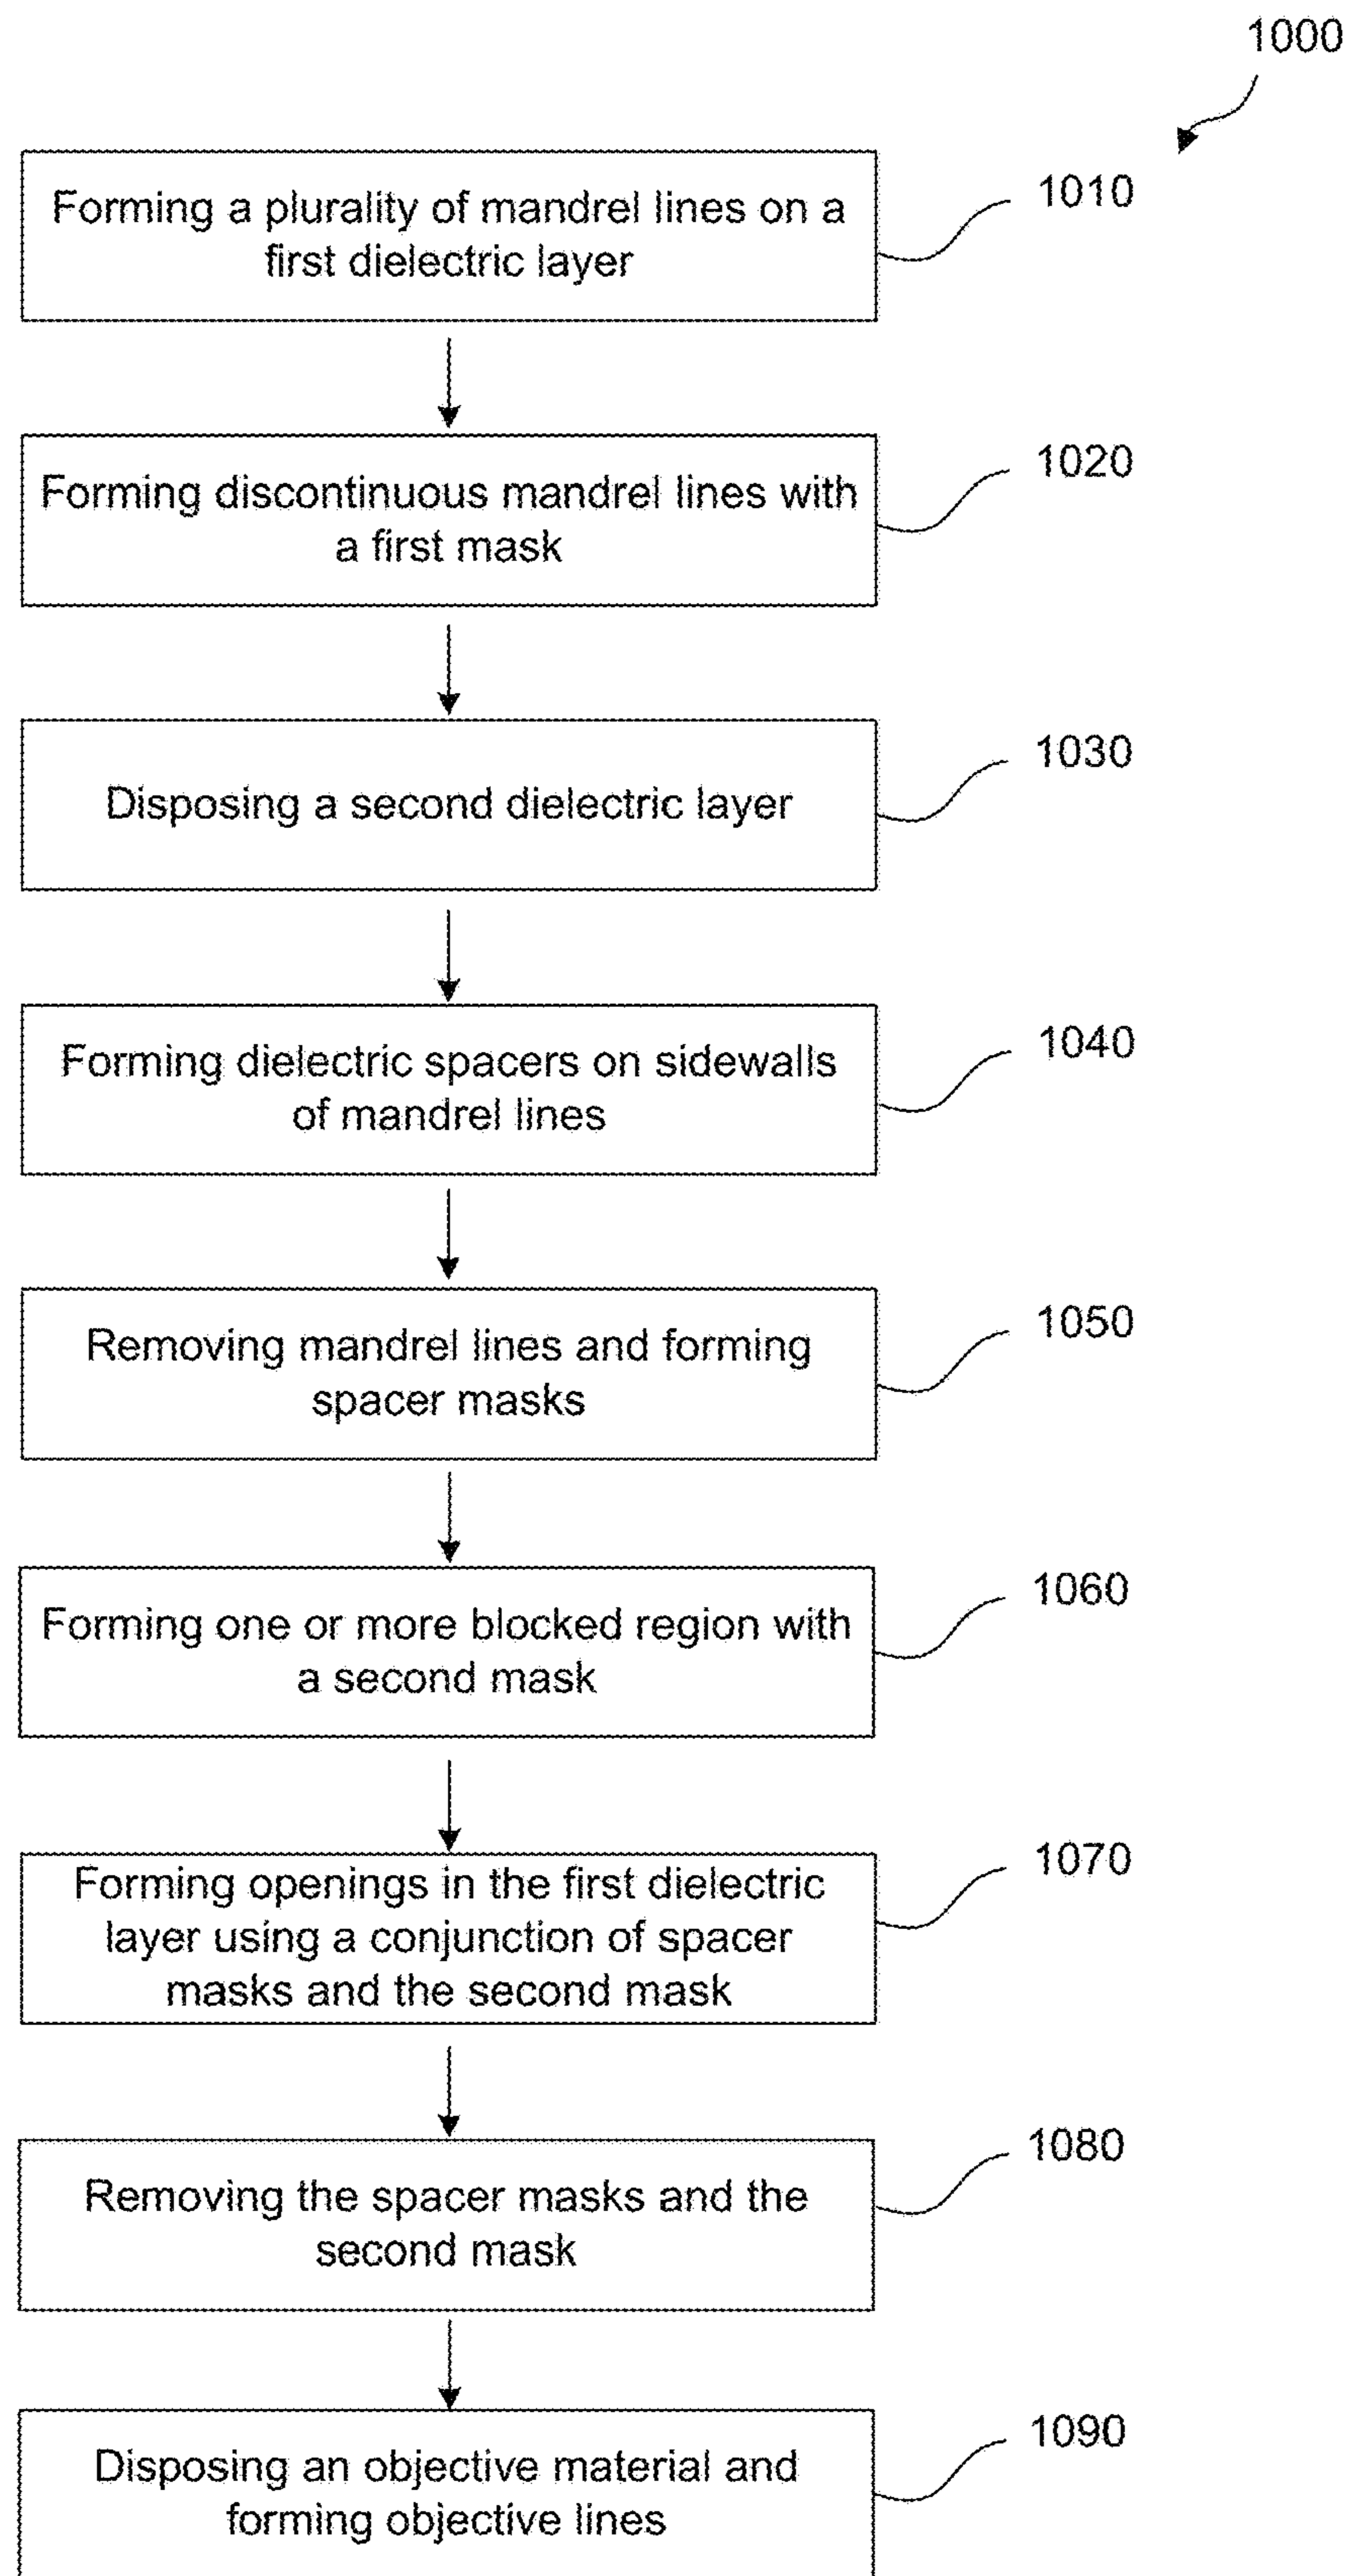 1000
Forming a plurality of mandrel lines on a
first dielectric layer
1010
Forming discontinuous mandrel lines with
a first mask
1020
Disposing a second dielectric layer
1030
Forming dielectric spacers on sidewalls
of mandrel lines
1040
Removing mandrel lines and forming
spacer masks
1050
Forming one or more blocked region with
a second mask
1060
Forming openings in the first dielectric
layer using a conjunction of spacer
masks and the second mask
1070
Removing the spacer masks and the
second mask
1080
Disposing an objective material and
forming objective lines
1090